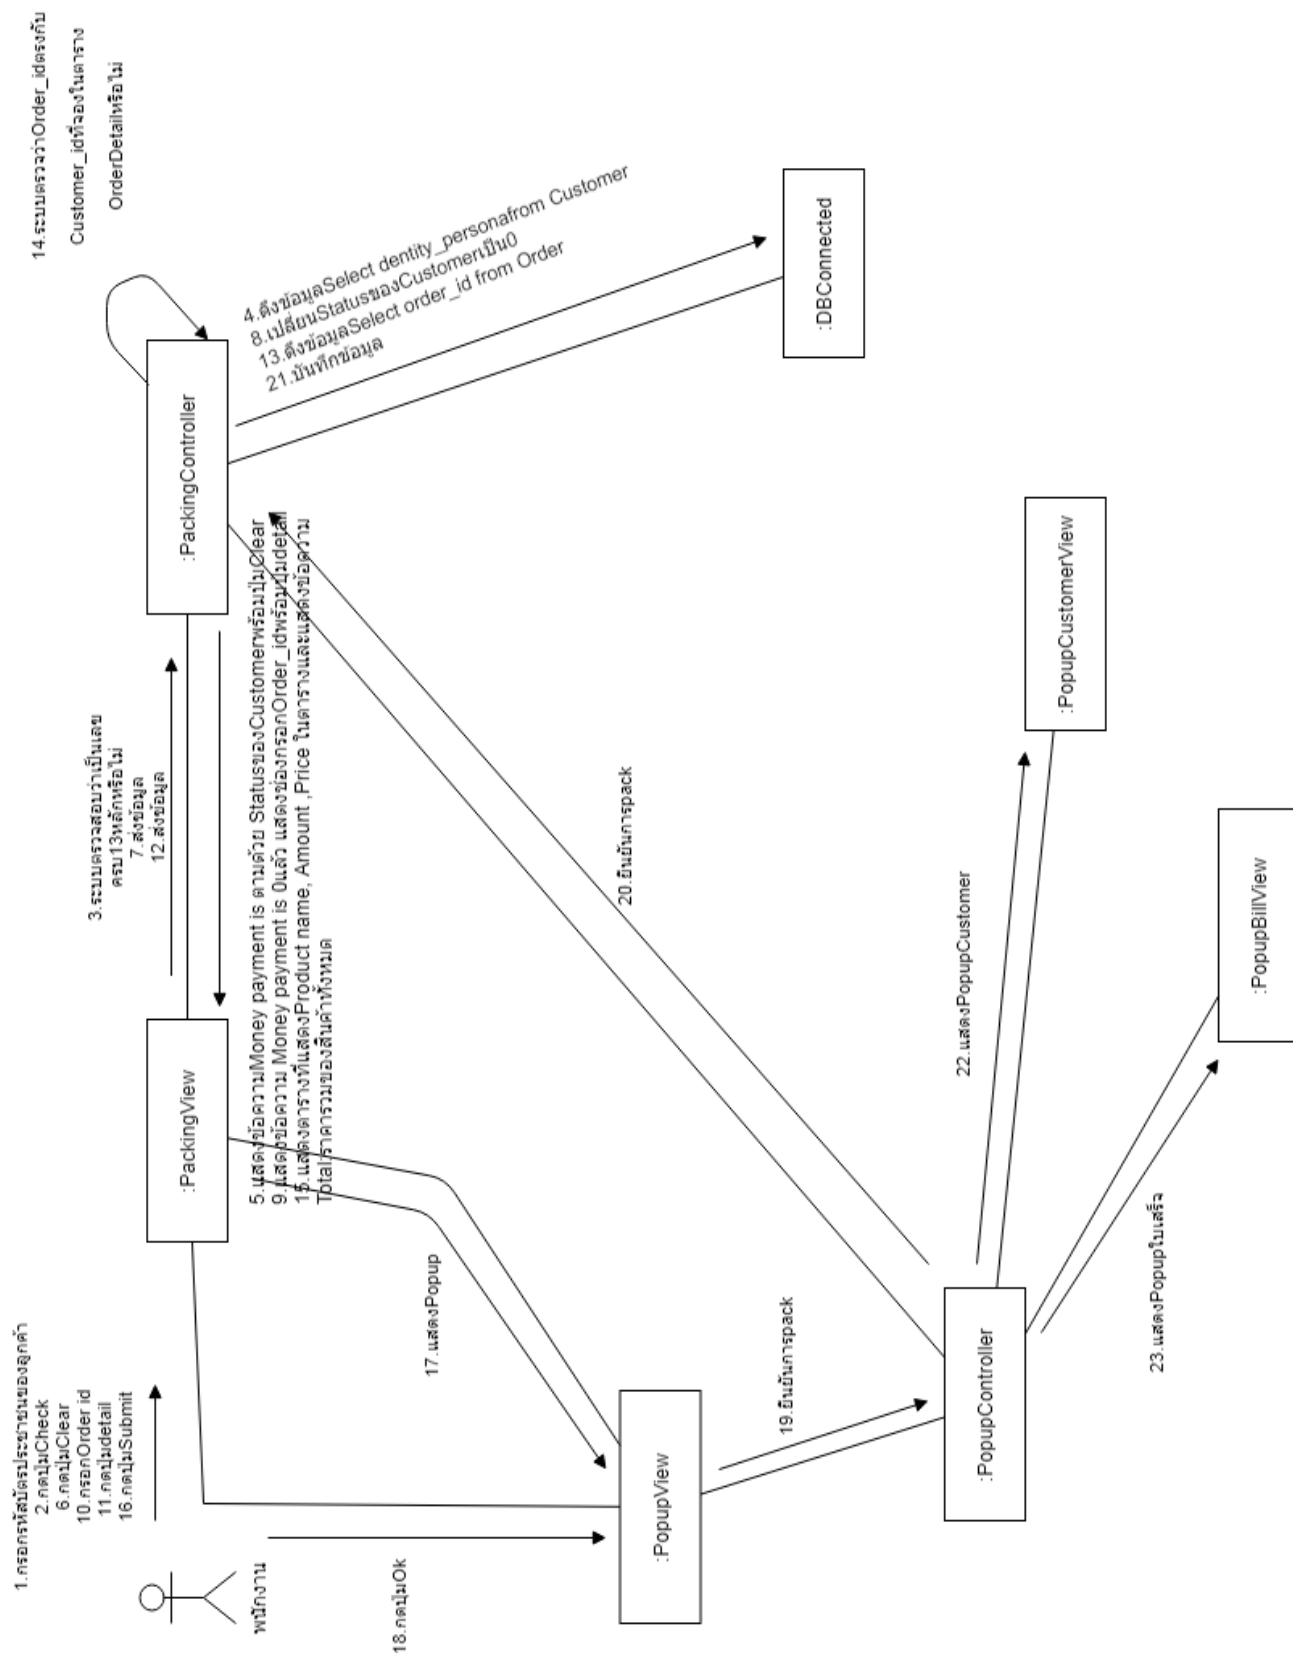 14.ระบบตรวจว่าOrder_idตรงกับ
Customer_idที่จองในตาราง
OrderDetailหรือไม่
:PackingController
4.ดึงข้อมูลSelect dentity_personafrom Customer
8.เปลี่ยนStatusของCustomerเป็น0
13.ดึงข้อมูลSelect order_id from Order
21.บันทึกข้อมูล
:DBConnected
3.ระบบตรวจสอบว่าเป็นเลข
ครบ13หลักหรือไม่
7.ส่งข้อมูล
12.ส่งข้อมูล
5.แสดงข้อความMoney payment is ตามด้วย StatusของCustomerพร้อมปุ่มClear
9.แสดงข้อความ Money payment is 0แล้ว แสดงช่องกรอกOrder_idพร้อมปุ่มdetail
15.แสดงตารางที่แสดงProduct name, Amount ,Price ในตารางและแสดงข้อความ
Total:ราคารวมของสินค้าทั้งหมด
:PackingView
1.กรอกรหัสบัตรประชาชนของลูกค้า
2.กดปุ่มCheck
6.กดปุ่มClear
10.กรอกOrder id
11.กดปุ่มdetail
16.กดปุ่มSubmit
พนักงาน
17.แสดงPopup
18.กดปุ่มOk
:PopupView
19.ยืนยันการpack
20.ยืนยันการpack
:PopupController
22.แสดงPopupCustomer
:PopupCustomerView
23.แสดงPopupใบเสร็จ
:PopupBillView